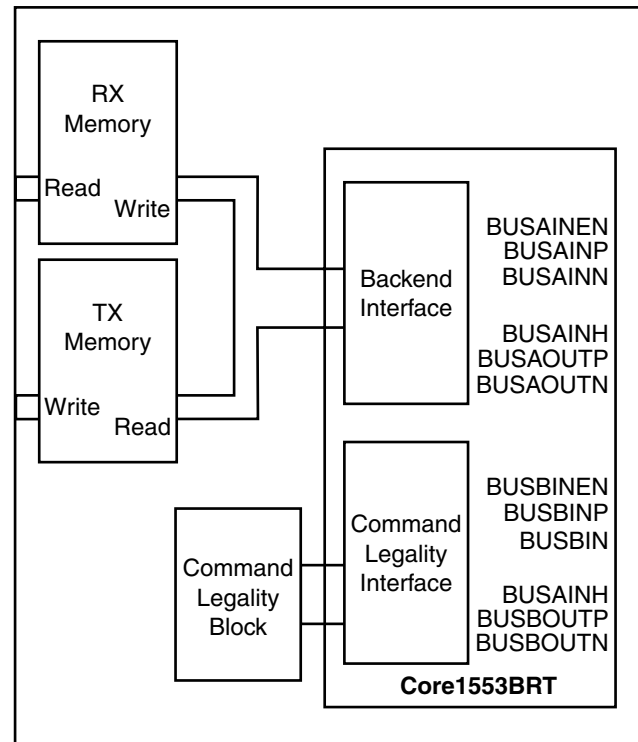 RX
Memory
Read
Write
TX
Memory
Write
Read
Backend
Interface
BUSAINEN
BUSAINP
BUSAINN
BUSAINH
BUSAOUTP
BUSAOUTN
Command
Legality
Block
Command
Legality
Interface
BUSBINEN
BUSBINP
BUSBIN
BUSAINH
BUSBOUTP
BUSBOUTN
Core1553BRT